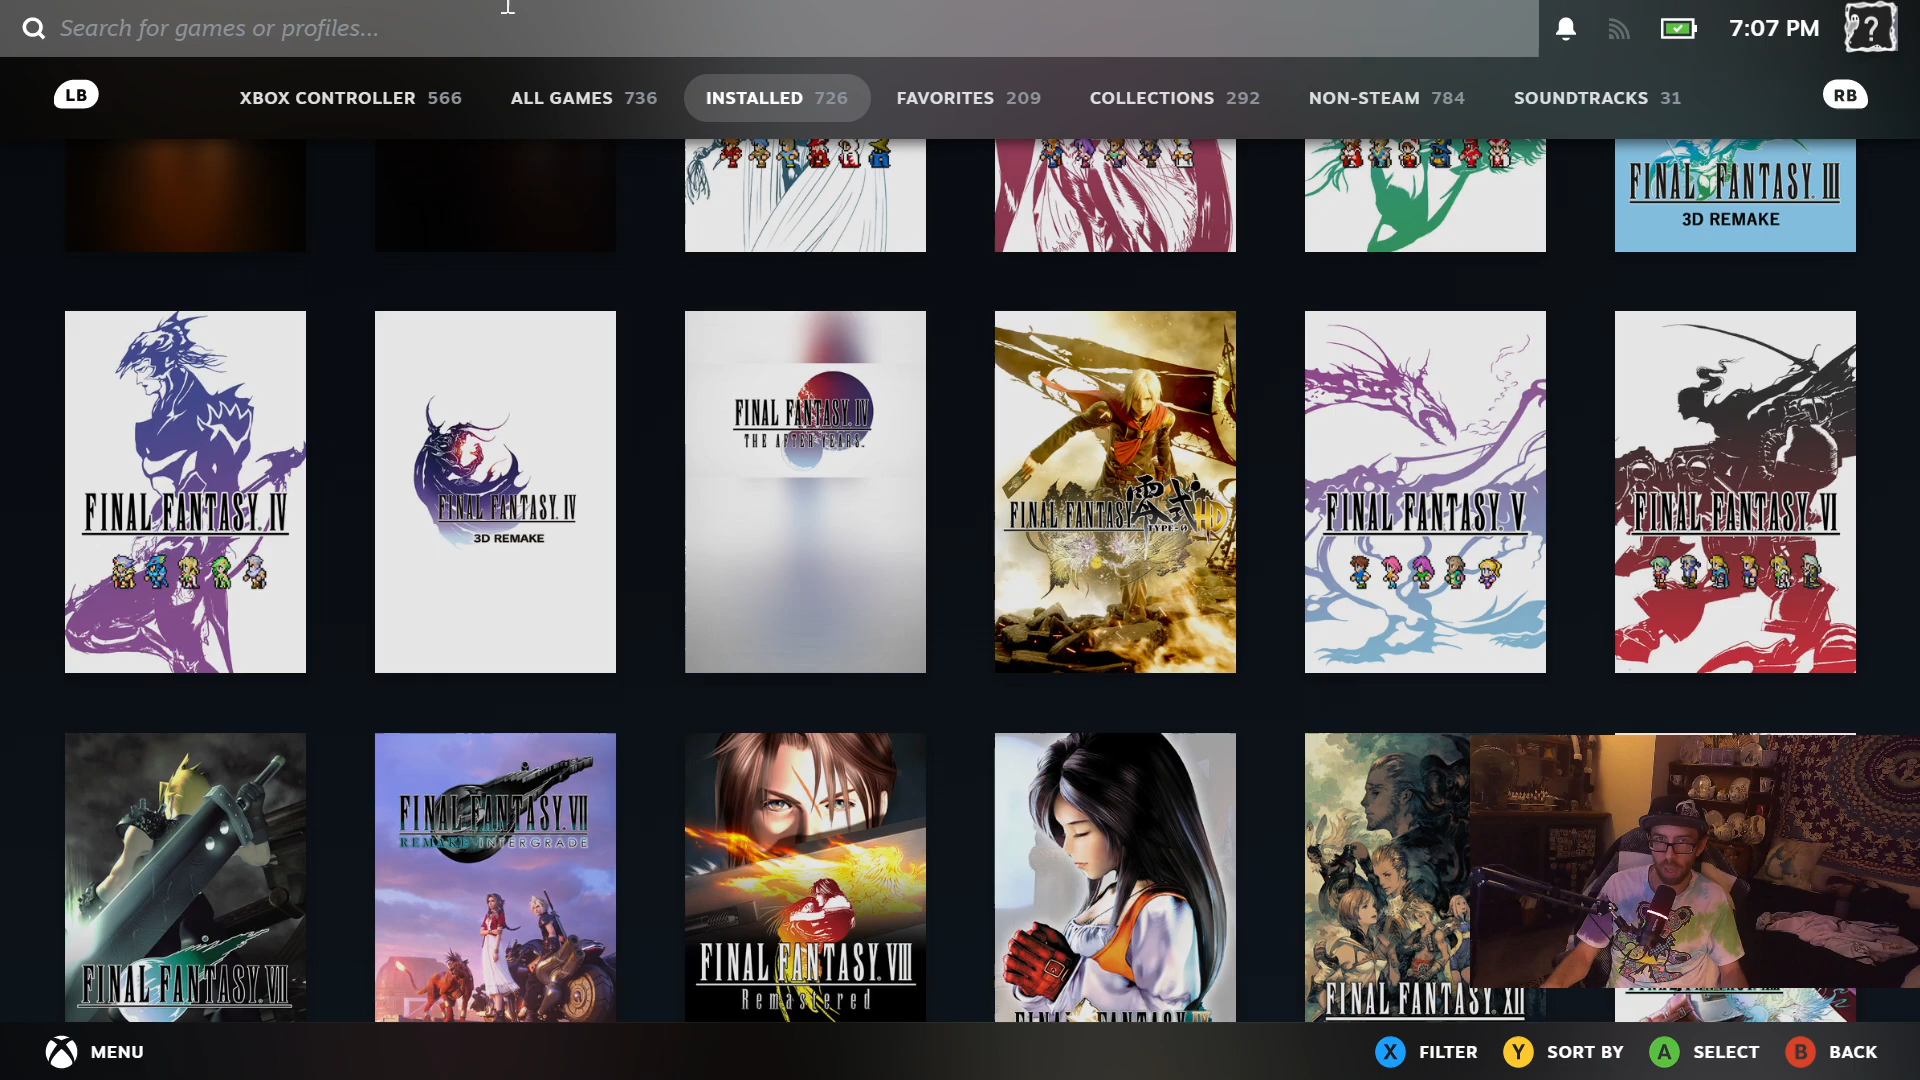 Search for games or profiles...
7:07 PM
?
LB
XBOX CONTROLLER 566
ALL GAMES 736
INSTALLED 726
FAVORITES 209
COLLECTIONS 292
NON-STEAM 784
SOUNDTRACKS 31
RB
FINAL FANTASY III
3D REMAKE
FINAL FANTASY IV
FINAL FANTASY IV
3D REMAKE
FINAL FANTASY IV
THE AFTER YEARS
FINAL FANTASY 零式 HD
TYPE-0
FINAL FANTASY V
FINAL FANTASY VI
FINAL FANTASY VII
FINAL FANTASY VII
REMAKE INTERGRADE
FINAL FANTASY VIII
Remastered
FINAL FANTASY
FINAL FANTASY XII
MENU
X FILTER
Y SORT BY
A SELECT
B BACK